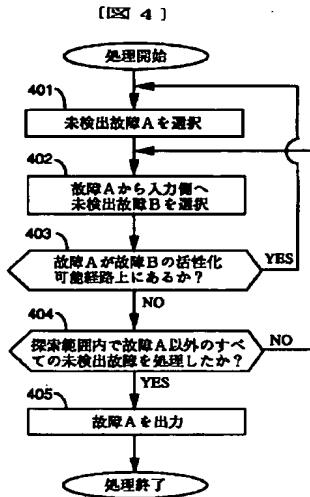 [図 4]
処理開始
401
未検出故障Aを選択
402
故障Aから入力側へ
未検出故障Bを選択
403
故障Aが故障Bの活性化
可能経路上にあるか？
YES
NO
404
探索範囲内で故障A以外のすべ
ての未検出故障を処理したか？
NO
YES
405
故障Aを出力
処理終了